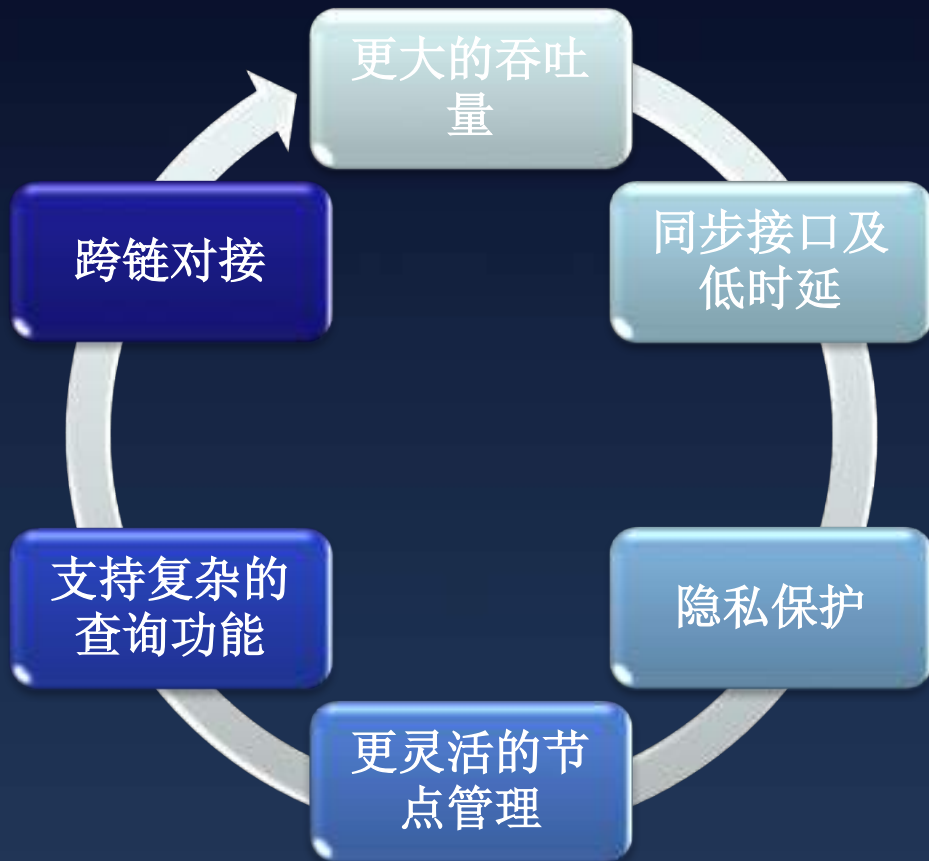 更大的吞吐
量
同步接口及
低时延
隐私保护
更灵活的节
点管理
支持复杂的
查询功能
跨链对接